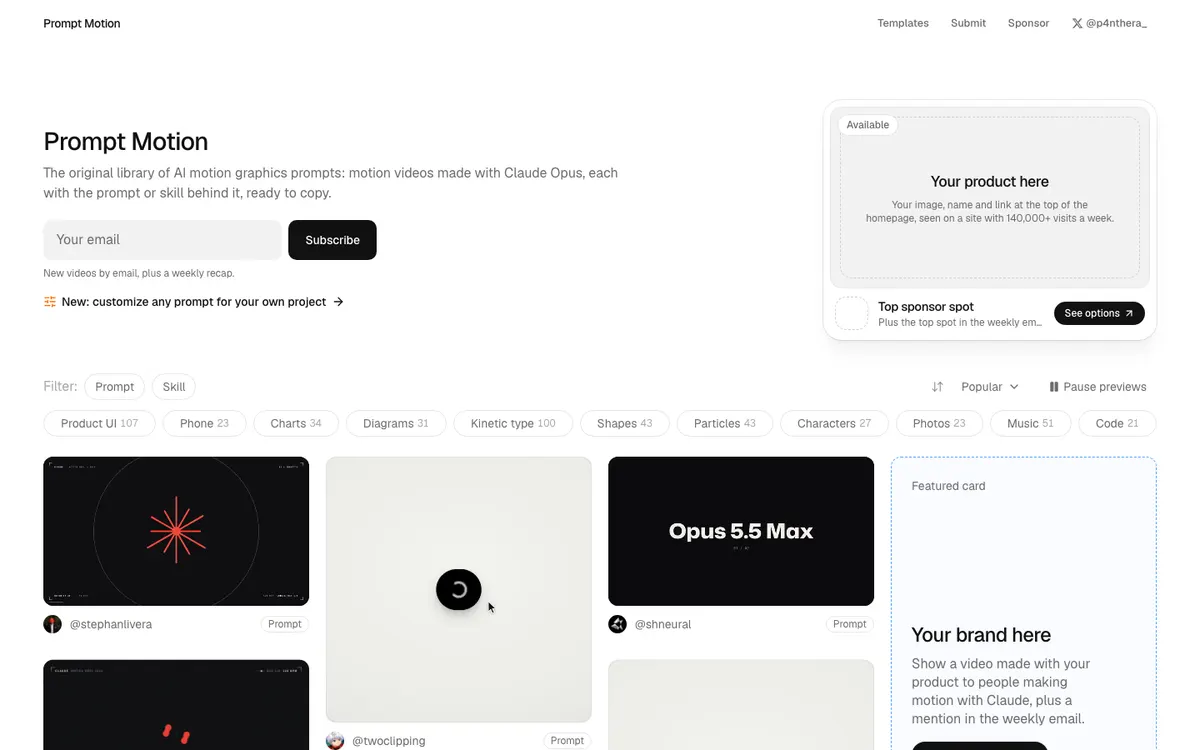 Prompt Motion
Templates
Submit
Sponsor
@p4nthera_
Prompt Motion
The original library of AI motion graphics prompts: motion videos made with Claude Opus, each
with the prompt or skill behind it, ready to copy.
Your email
Subscribe
New videos by email, plus a weekly recap.
New: customize any prompt for your own project →
Available
Your product here
Your image, name and link at the top of the
homepage, seen on a site with 140,000+ visits a week.
Top sponsor spot
Plus the top spot in the weekly em...
See options
Filter:
Prompt
Skill
Popular
Pause previews
Product UI 107
Phone 23
Charts 34
Diagrams 31
Kinetic type 100
Shapes 43
Particles 43
Characters 27
Photos 23
Music 51
Code 21
@stephanlivera
Prompt
@twoclipping
Prompt
Opus 5.5 Max
@shneural
Prompt
Featured card
Your brand here
Show a video made with your
product to people making
motion with Claude, plus a
mention in the weekly email.